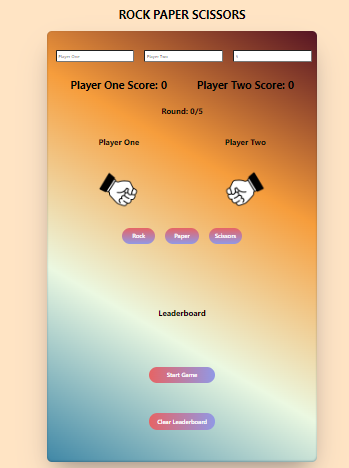 ROCK PAPER SCISSORS
Player One Player Two 5
Player One Score: 0 Player Two Score: 0
Round: 0/5
Player One Player Two
Rock Paper Scissors
Leaderboard
Start Game
Clear Leaderboard